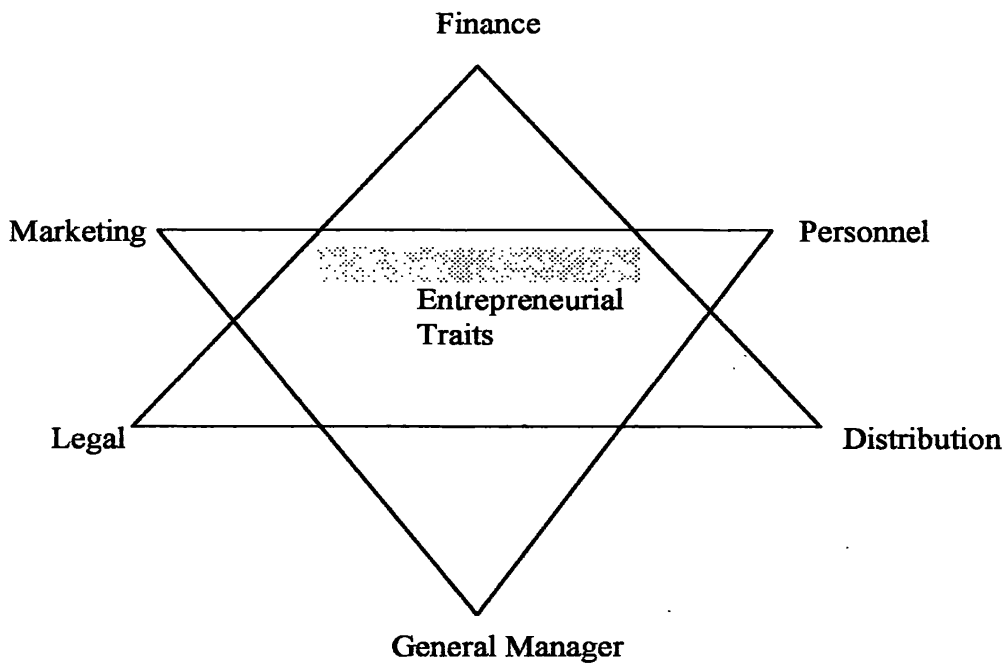 Finance
Marketing
Personnel
Entrepreneurial
Traits
Legal
Distribution
General Manager